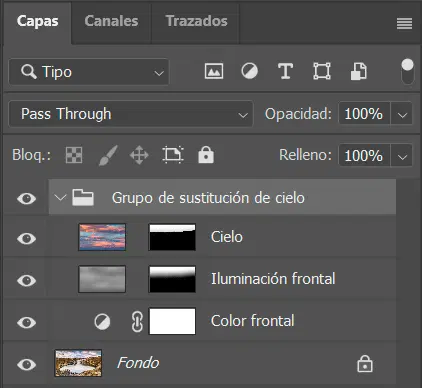 Capas Canales Trazados
Tipo
Pass Through Opacidad: 100%
Bloq.: Relleno: 100%
Grupo de sustitución de cielo
Cielo
Iluminación frontal
Color frontal
Fondo